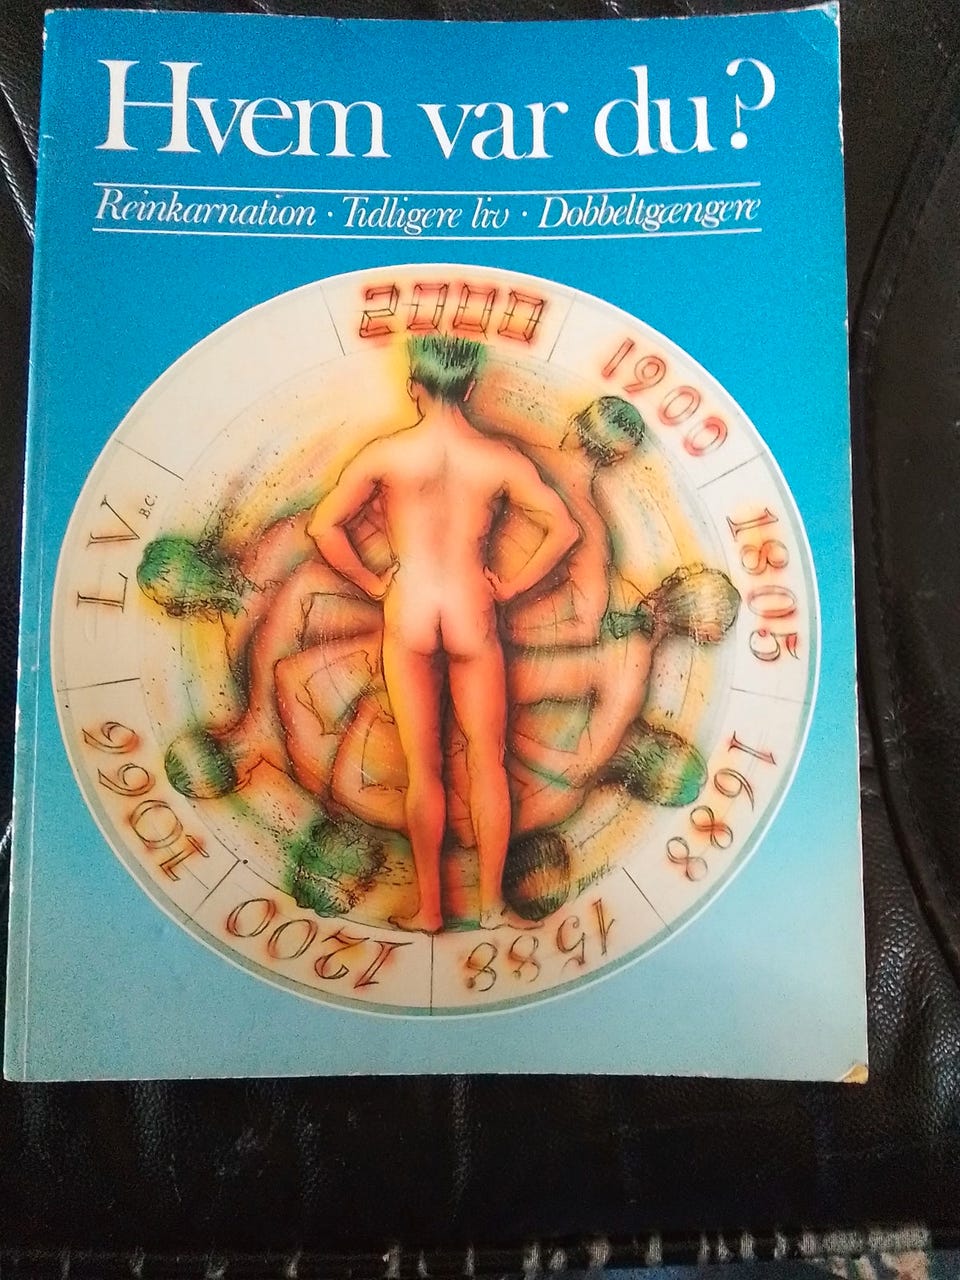 Hvem var du?
Reinkarnation · Tidligere liv · Dobbeltgængere
2000
1900
1805
1688
1588
1200
1066
LV B.C.